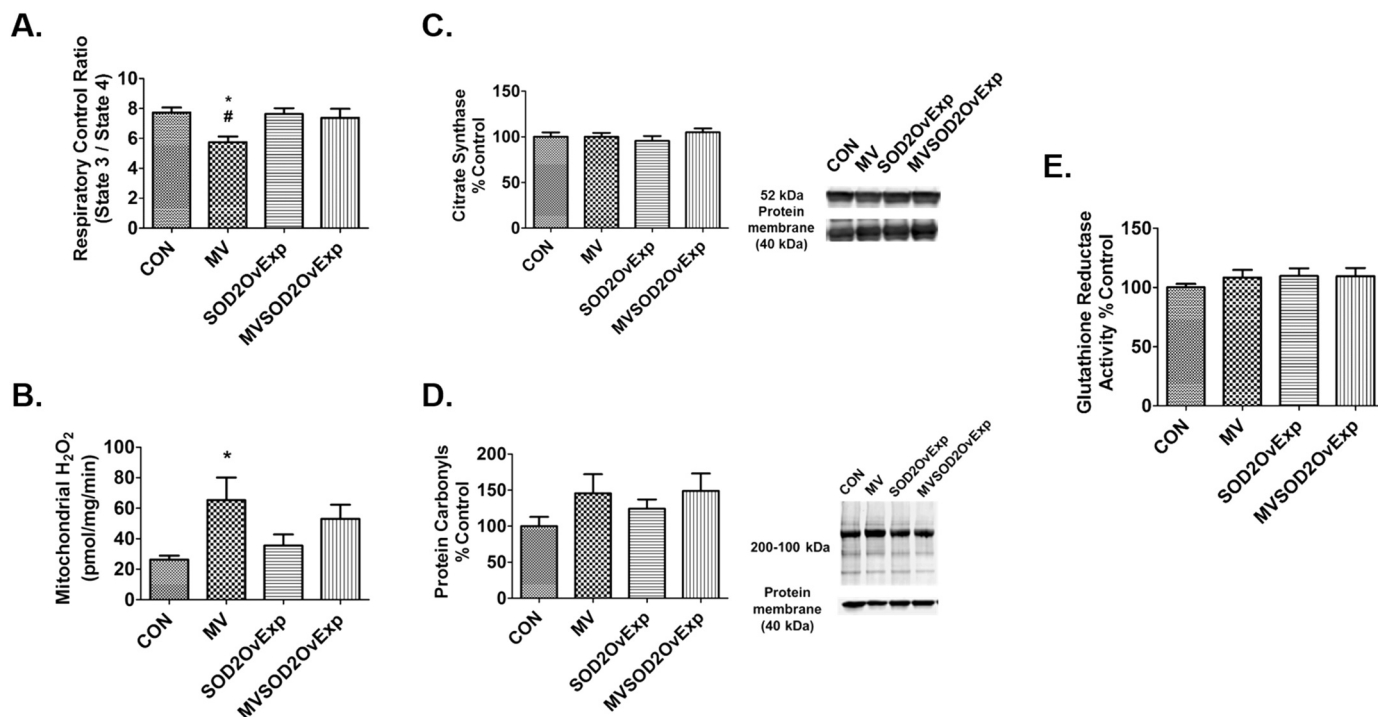 A.
Respiratory Control Ratio
(State 3 / State 4)
10
8
6
4
2
0
*
#
CON
MV
SOD2OvExp
MVSOD2OvExp
B.
Mitochondrial H₂O₂
(pmol/mg/min)
100
80
60
40
20
0
*
CON
MV
SOD2OvExp
MVSOD2OvExp
C.
Citrate Synthase
% Control
150
100
50
0
CON
MV
SOD2OvExp
MVSOD2OvExp
CON
MV
SOD2OvExp
MVSOD2OvExp
52 kDa
Protein
membrane
(40 kDa)
D.
Protein Carbonyls
% Control
200
150
100
50
0
CON
MV
SOD2OvExp
MVSOD2OvExp
CON
MV
SOD2OvExp
MVSOD2OvExp
200-100 kDa
Protein
membrane
(40 kDa)
E.
Glutathione Reductase
Activity % Control
150
100
50
0
CON
MV
SOD2OvExp
MVSOD2OvExp